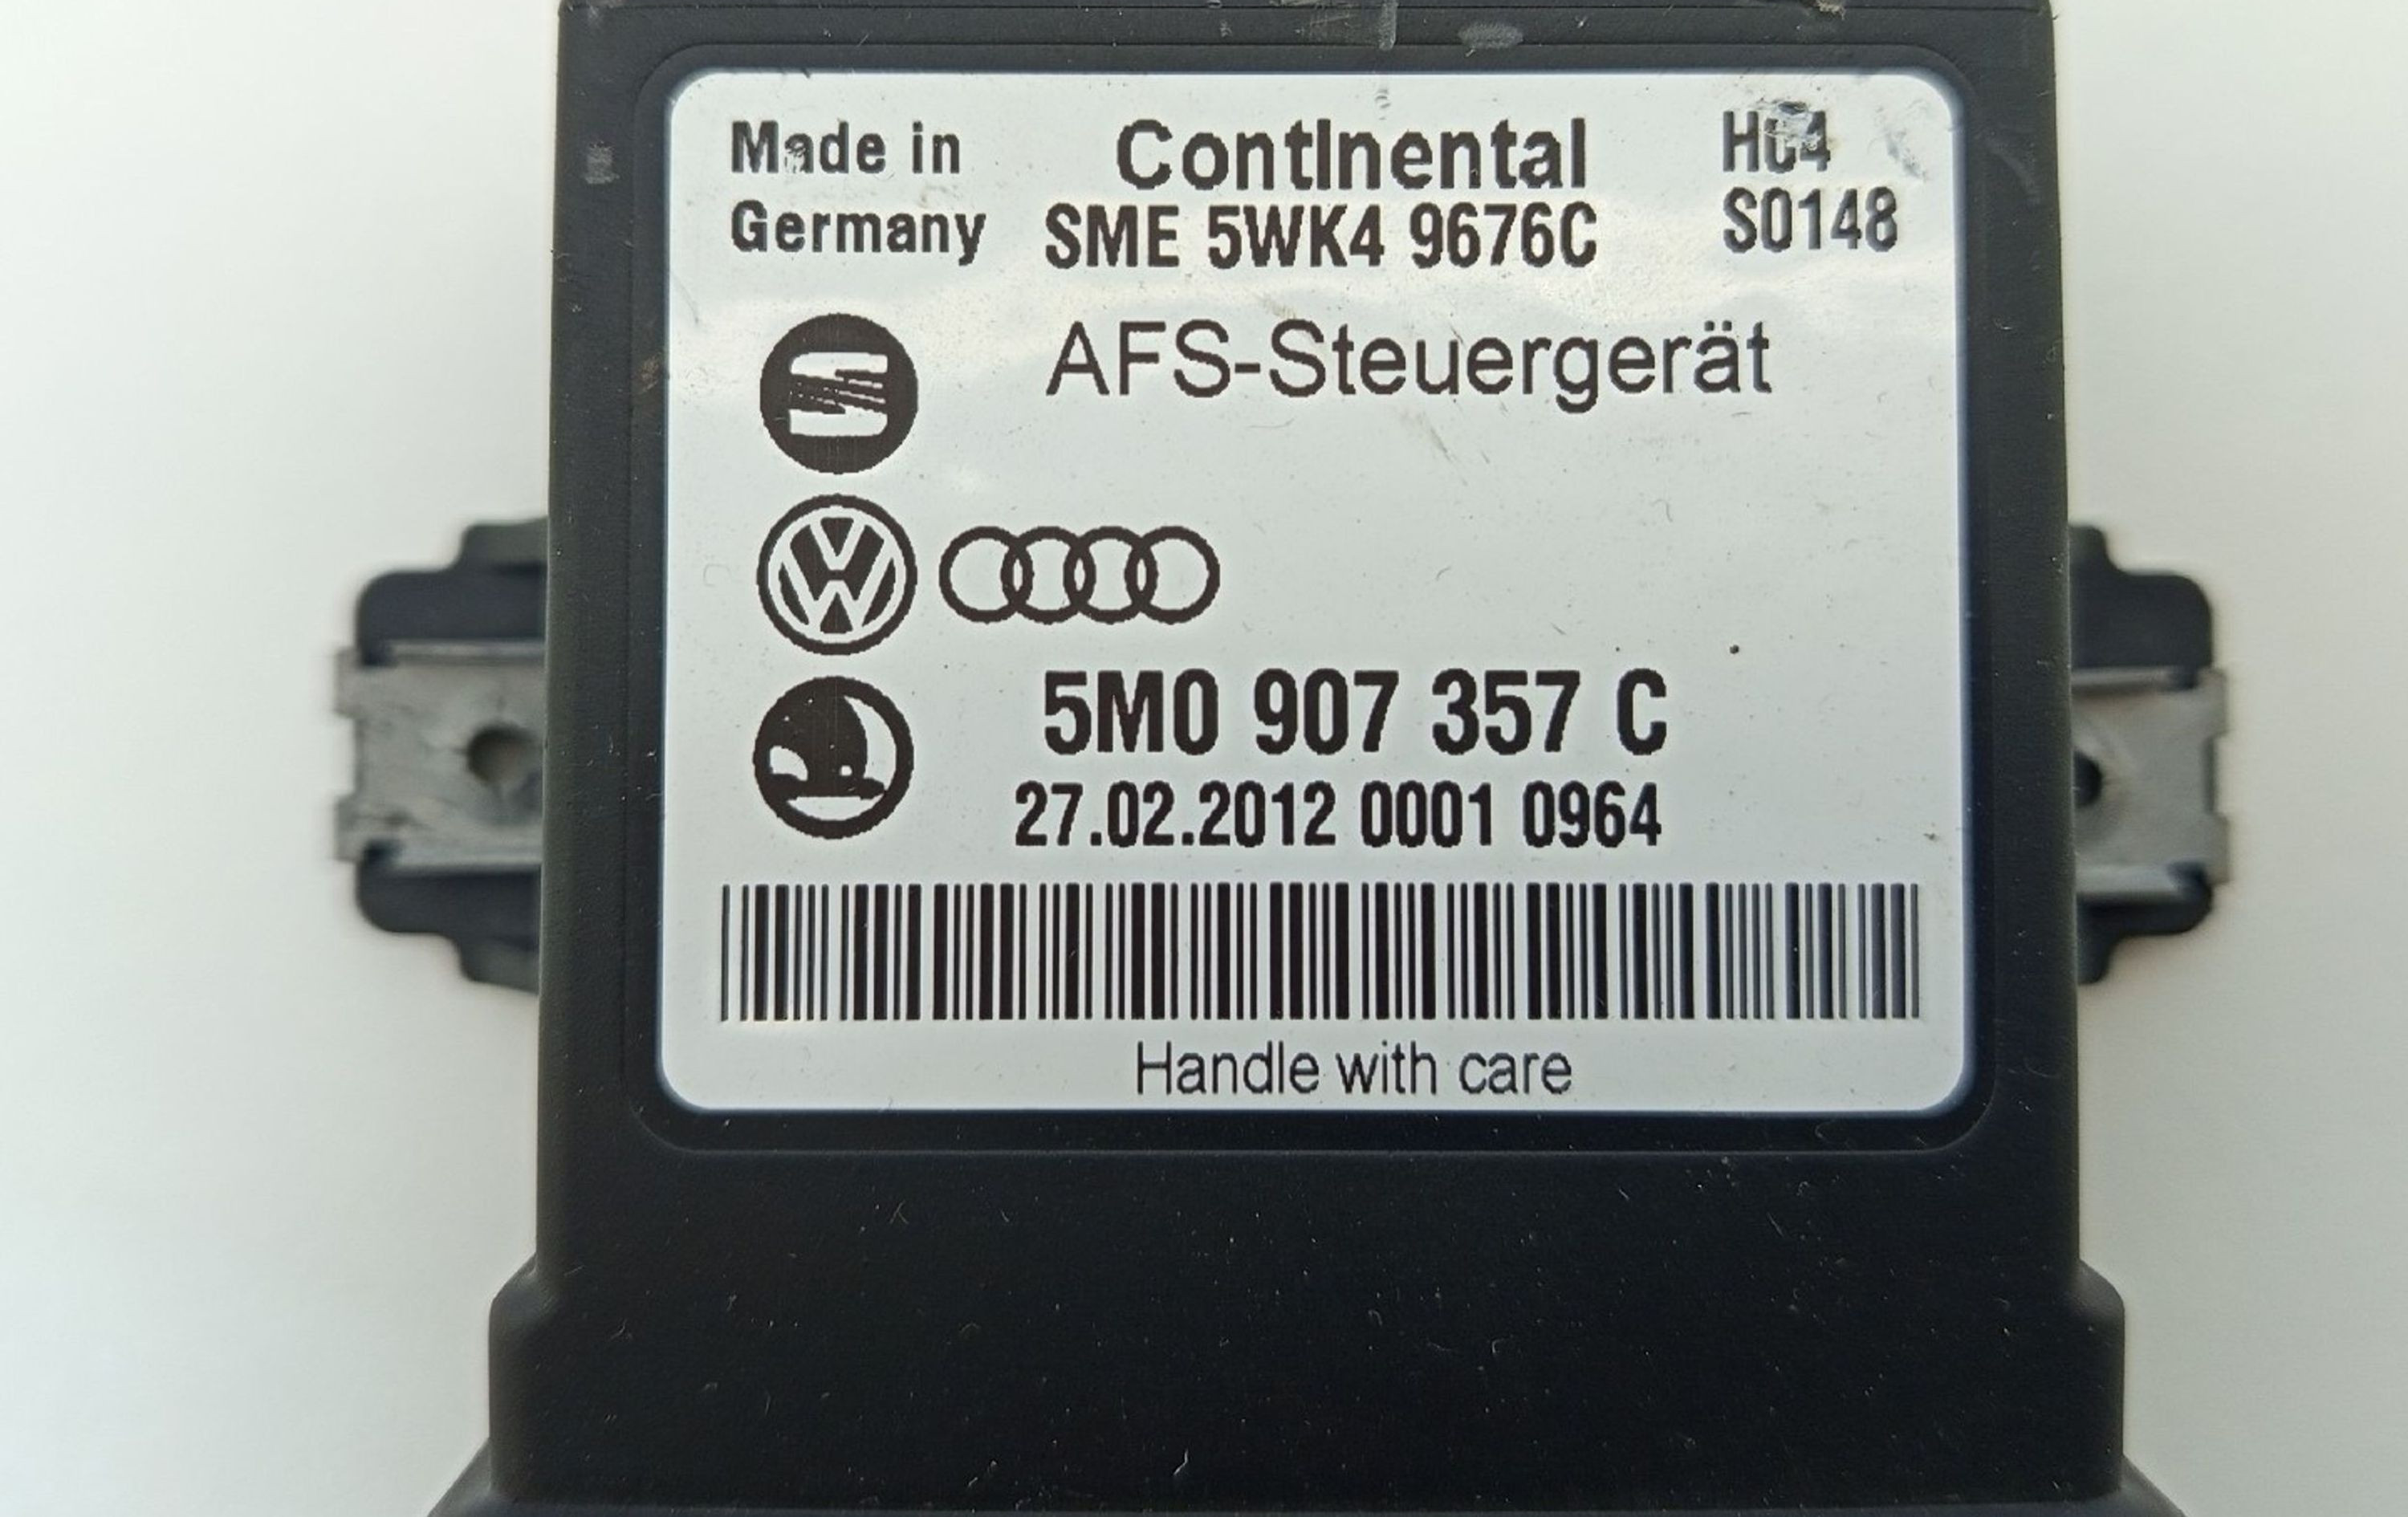 Made in
Germany
Continental
SME 5WK4 9676C
S0148
AFS-Steuergerät
5M0 907 357 C
27.02.2012 0001 0964
Handle with care